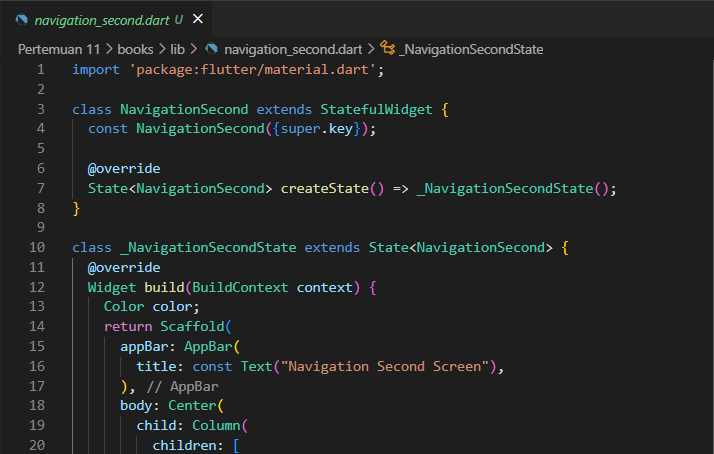 navigation_second.dart U ×
Pertemuan 11 > books > lib > navigation_second.dart > _NavigationSecondState
1 import 'package:flutter/material.dart';
2
3 class NavigationSecond extends StatefulWidget {
4 const NavigationSecond({super.key});
5
6 @override
7 State<NavigationSecond> createState() => _NavigationSecondState();
8 }
9
10 class _NavigationSecondState extends State<NavigationSecond> {
11 @override
12 Widget build(BuildContext context) {
13 Color color;
14 return Scaffold(
15 appBar: AppBar(
16 title: const Text("Navigation Second Screen"),
17 ), // AppBar
18 body: Center(
19 child: Column(
20 children: [